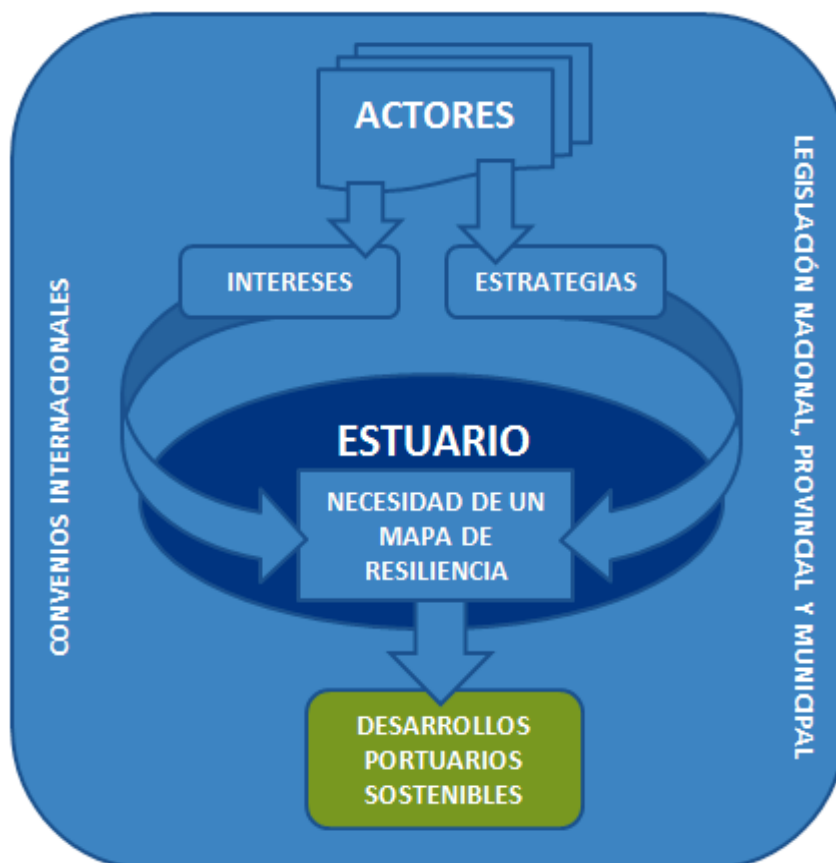 ACTORES
INTERESES
ESTRATEGIAS
CONVENIOS INTERNACIONALES
LEGISLACIÓN NACIONAL, PROVINCIAL Y MUNICIPAL
ESTUARIO
NECESIDAD DE UN
MAPA DE
RESILIENCIA
DESARROLLOS
PORTUARIOS
SOSTENIBLES